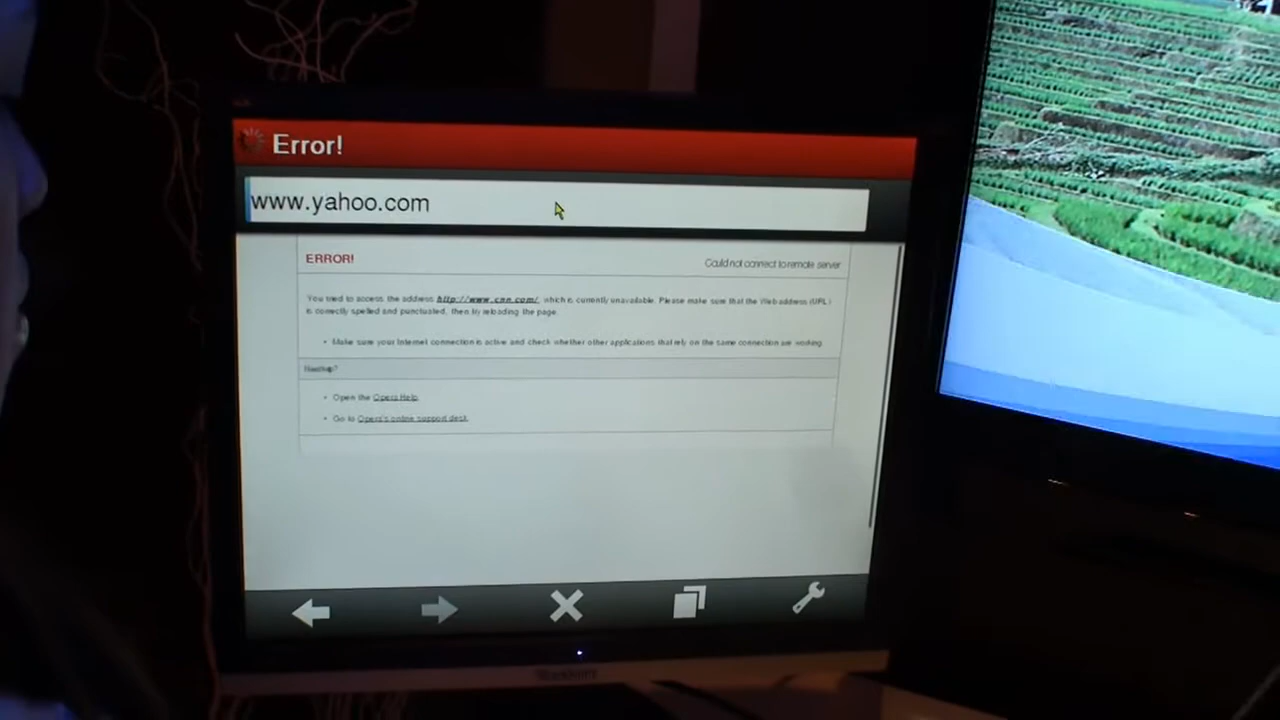 Error!
www.yahoo.com
ERROR!
Could not connect to remote server
You tried to access the address http://www.cnn.com/, which is currently unavailable. Please make sure that the Web address (URL)
is correctly spelled and punctuated, then try reloading the page.
• Make sure your Internet connection is active and check whether other applications that rely on the same connection are working.
Need help?
• Open the Opera Help.
• Go to Opera's online support desk.